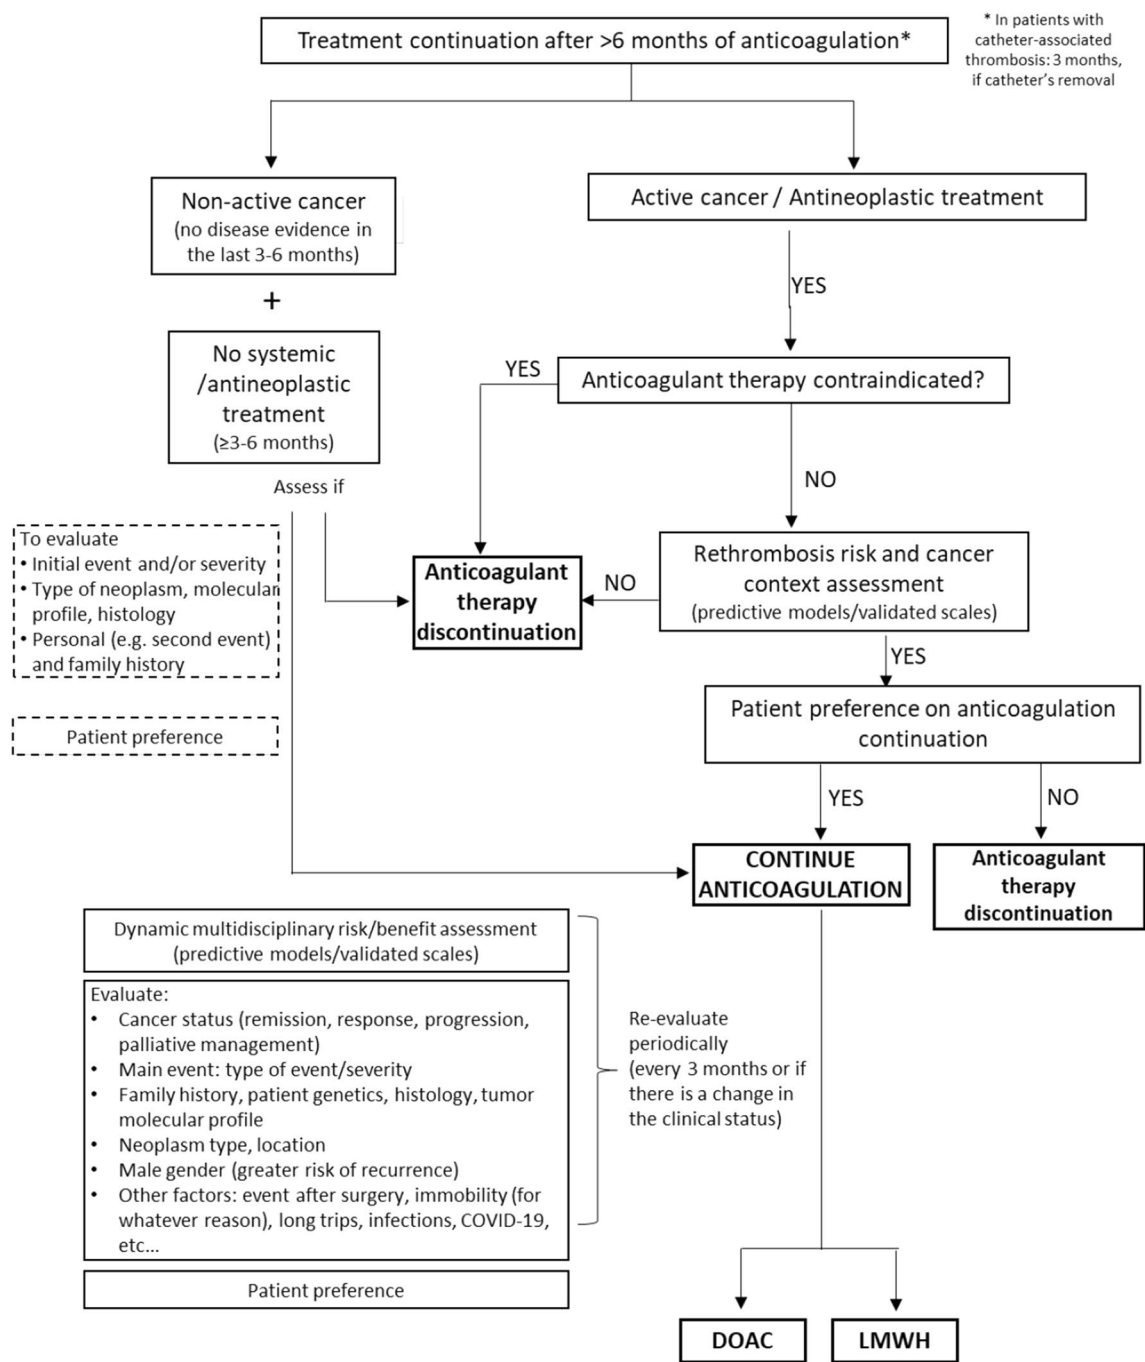 Treatment continuation after >6 months of anticoagulation*
* In patients with
catheter-associated
thrombosis: 3 months,
if catheter's removal
Non-active cancer
(no disease evidence in
the last 3-6 months)
+
No systemic
/antineoplastic
treatment
(≥3-6 months)
Assess if
Active cancer / Antineoplastic treatment
YES
Anticoagulant therapy contraindicated?
YES
NO
To evaluate
• Initial event and/or severity
• Type of neoplasm, molecular
profile, histology
• Personal (e.g. second event)
and family history
Patient preference
Anticoagulant
therapy
discontinuation
NO
Rethrombosis risk and cancer
context assessment
(predictive models/validated scales)
YES
Patient preference on anticoagulation
continuation
YES
NO
CONTINUE
ANTICOAGULATION
Anticoagulant
therapy
discontinuation
Dynamic multidisciplinary risk/benefit assessment
(predictive models/validated scales)
Evaluate:
• Cancer status (remission, response, progression,
palliative management)
• Main event: type of event/severity
• Family history, patient genetics, histology, tumor
molecular profile
• Neoplasm type, location
• Male gender (greater risk of recurrence)
• Other factors: event after surgery, immobility (for
whatever reason), long trips, infections, COVID-19,
etc...
Patient preference
Re-evaluate
periodically
(every 3 months or if
there is a change in
the clinical status)
DOAC
LMWH